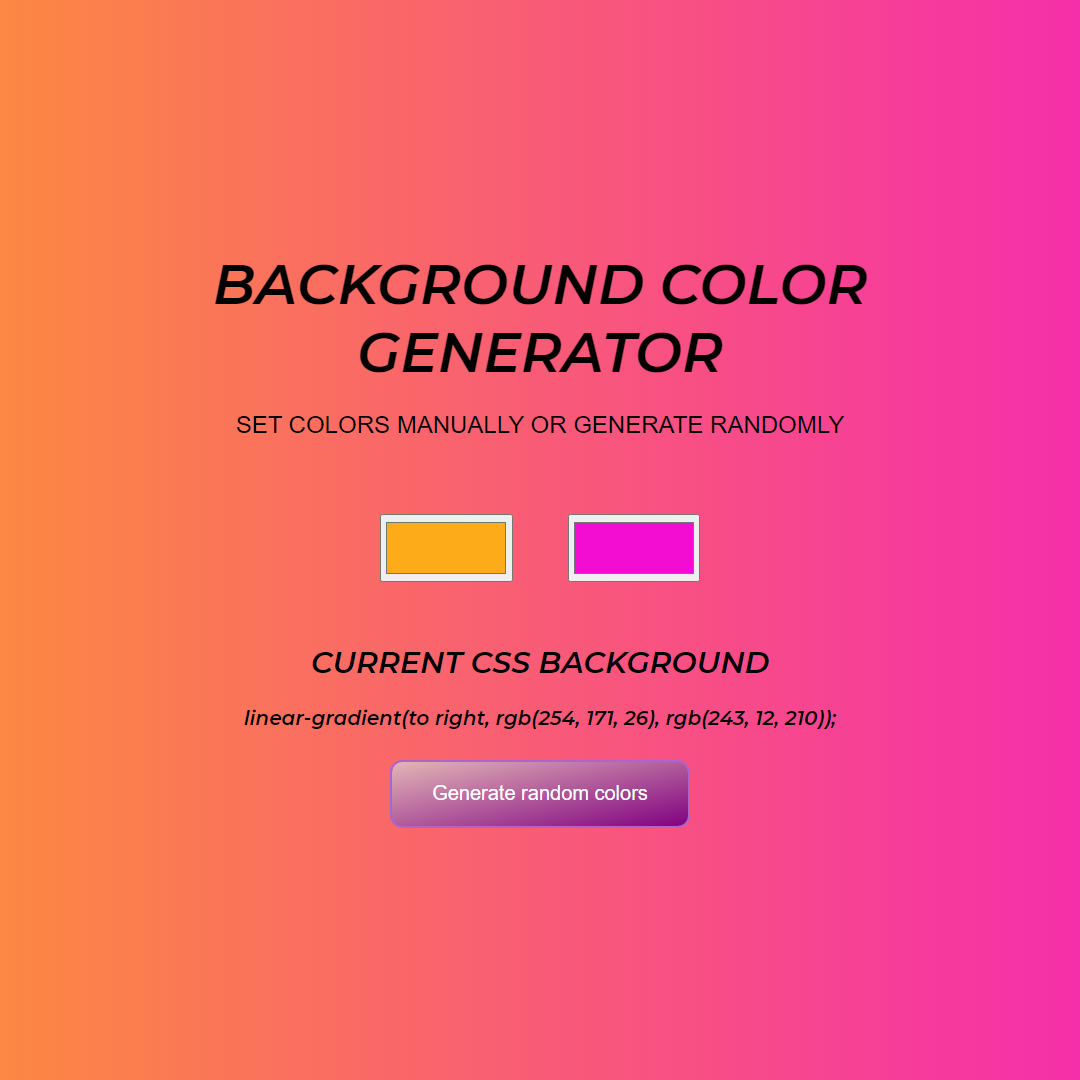 BACKGROUND COLOR
GENERATOR
SET COLORS MANUALLY OR GENERATE RANDOMLY
CURRENT CSS BACKGROUND
linear-gradient(to right, rgb(254, 171, 26), rgb(243, 12, 210));
Generate random colors